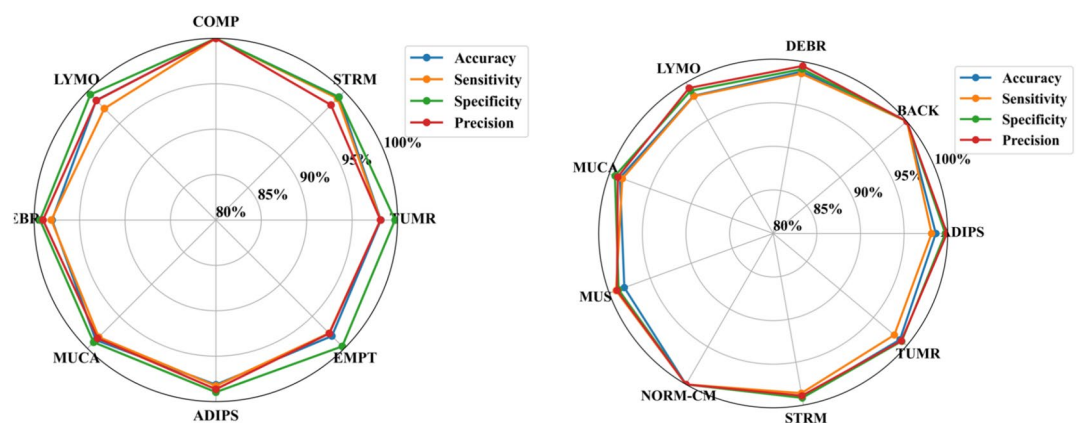 COMP
LYMO
STRM
Accuracy
Sensitivity
Specificity
Precision
100%
95%
90%
85%
80%
EBR
TUMR
MUCA
EMPT
ADIPS
DEBR
LYMO
BACK
Accuracy
Sensitivity
Specificity
Precision
100%
95%
90%
85%
80%
MUCA
ADIPS
MUS
TUMR
NORM-CM
STRM